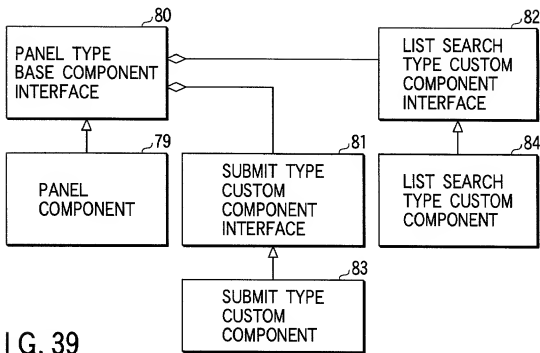 80
PANEL TYPE
BASE COMPONENT
INTERFACE
82
LIST SEARCH
TYPE CUSTOM
COMPONENT
INTERFACE
79
PANEL
COMPONENT
81
SUBMIT TYPE
CUSTOM
COMPONENT
INTERFACE
84
LIST SEARCH
TYPE CUSTOM
COMPONENT
83
SUBMIT TYPE
CUSTOM
COMPONENT
I G. 39